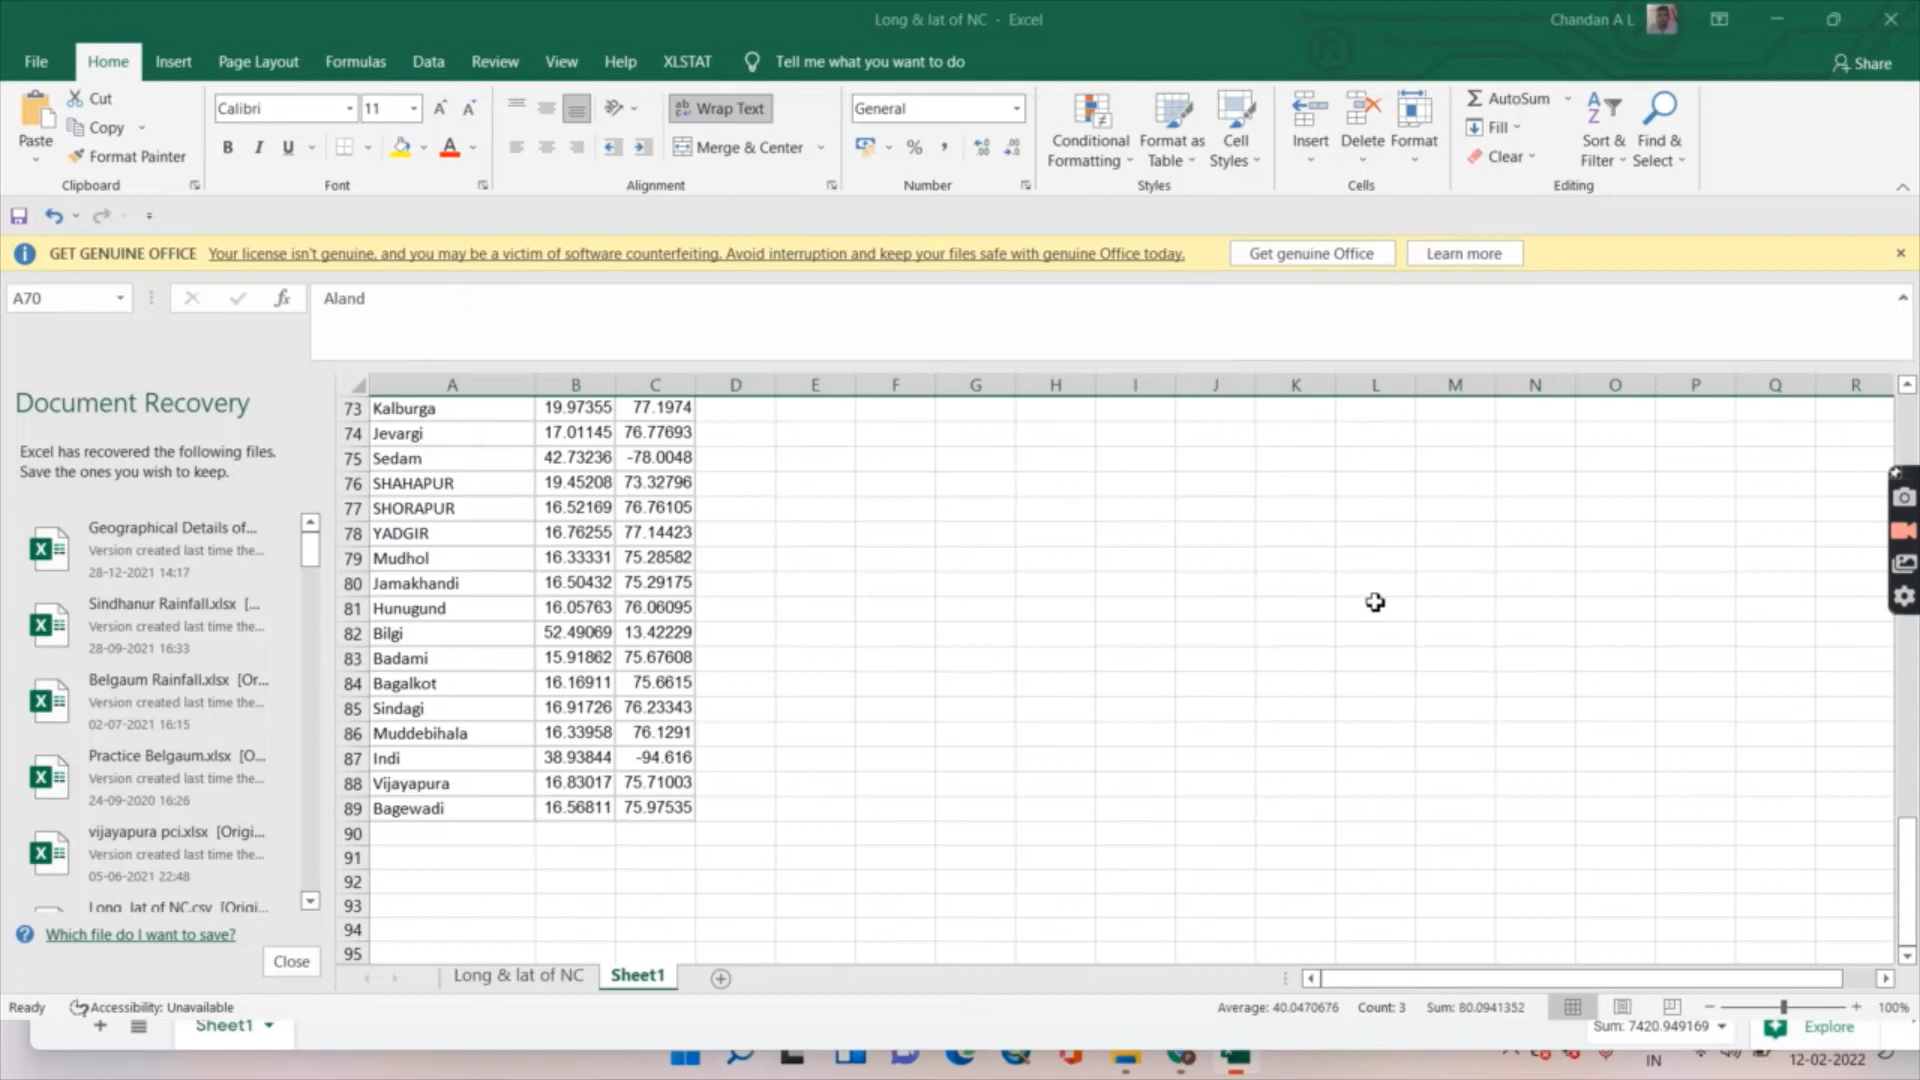 Long & lat of NC - Excel
Chandan A L
File Home Insert Page Layout Formulas Data Review View Help XLSTAT Tell me what you want to do
Share
Paste
Cut
Copy
Format Painter
Clipboard
Calibri 11
B I U
Font
Wrap Text
Merge & Center
Alignment
General
Number
Conditional Formatting
Format as Table
Cell Styles
Styles
Insert Delete Format
Cells
AutoSum
Fill
Clear
Sort & Filter
Find & Select
Editing
GET GENUINE OFFICE Your license isn't genuine, and you may be a victim of software counterfeiting. Avoid interruption and keep your files safe with genuine Office today.
Get genuine Office
Learn more
A70
fx
Aland
Document Recovery
Excel has recovered the following files.
Save the ones you wish to keep.
Geographical Details of...
Version created last time the...
28-12-2021 14:17
Sindhanur Rainfall.xlsx [...
Version created last time the...
28-09-2021 16:33
Belgaum Rainfall.xlsx [Or...
Version created last time the...
02-07-2021 16:15
Practice Belgaum.xlsx [O...
Version created last time the...
24-09-2020 16:26
vijayapura pci.xlsx [Origi...
Version created last time the...
05-06-2021 22:48
Long lat of NC.csv [Origi...
Which file do I want to save?
Close
A B C D E F G H I J K L M N O P Q R
73 Kalburga 19.97355 77.1974
74 Jevargi 17.01145 76.77693
75 Sedam 42.73236 -78.0048
76 SHAHAPUR 19.45208 73.32796
77 SHORAPUR 16.52169 76.76105
78 YADGIR 16.76255 77.14423
79 Mudhol 16.33331 75.28582
80 Jamakhandi 16.50432 75.29175
81 Hunugund 16.05763 76.06095
82 Bilgi 52.49069 13.42229
83 Badami 15.91862 75.67608
84 Bagalkot 16.16911 75.6615
85 Sindagi 16.91726 76.23343
86 Muddebihala 16.33958 76.1291
87 Indi 38.93844 -94.616
88 Vijayapura 16.83017 75.71003
89 Bagewadi 16.56811 75.97535
90
91
92
93
94
95
Long & lat of NC Sheet1
Ready Accessibility: Unavailable
Average: 40.0470676 Count: 3 Sum: 80.0941352
100%
Sheet1
Sum: 7420.949169
Explore
IN
12-02-2022